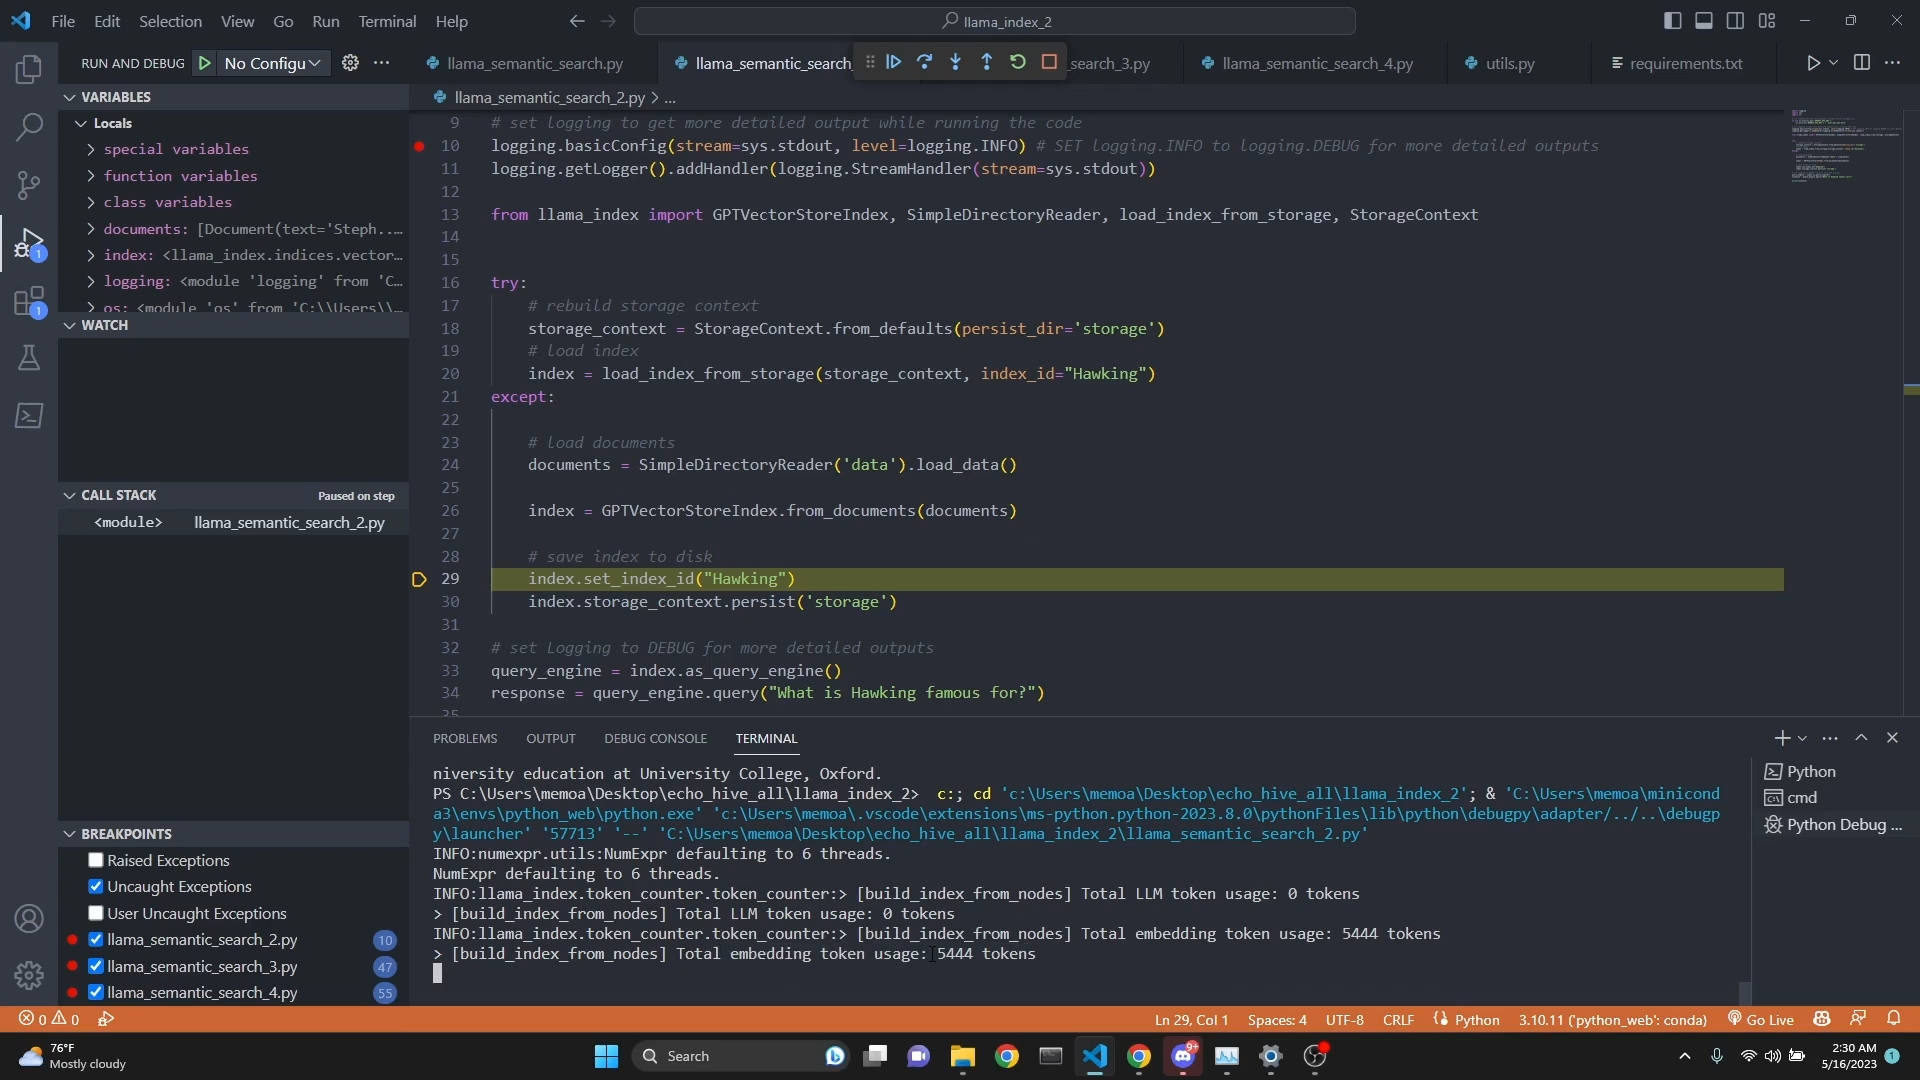 File Edit Selection View Go Run Terminal Help
llama_index_2
RUN AND DEBUG No Configu
llama_semantic_search.py llama_semantic_search_ _search_3.py llama_semantic_search_4.py utils.py requirements.txt
llama_semantic_search_2.py > ...
VARIABLES
Locals
special variables
function variables
class variables
documents: [Document(text='Steph...
index: <llama_index.indices.vector...
logging: <module 'logging' from 'C...
os: <module 'os' from 'C:\\Users\\...
WATCH
CALL STACK Paused on step
<module> llama_semantic_search_2.py
BREAKPOINTS
Raised Exceptions
Uncaught Exceptions
User Uncaught Exceptions
llama_semantic_search_2.py 10
llama_semantic_search_3.py 47
llama_semantic_search_4.py 55
1
1
9 # set logging to get more detailed output while running the code
10 logging.basicConfig(stream=sys.stdout, level=logging.INFO) # SET logging.INFO to logging.DEBUG for more detailed outputs
11 logging.getLogger().addHandler(logging.StreamHandler(stream=sys.stdout))
12
13 from llama_index import GPTVectorStoreIndex, SimpleDirectoryReader, load_index_from_storage, StorageContext
14
15
16 try:
17 # rebuild storage context
18 storage_context = StorageContext.from_defaults(persist_dir='storage')
19 # load index
20 index = load_index_from_storage(storage_context, index_id="Hawking")
21 except:
22
23 # load documents
24 documents = SimpleDirectoryReader('data').load_data()
25
26 index = GPTVectorStoreIndex.from_documents(documents)
27
28 # save index to disk
29 index.set_index_id("Hawking")
30 index.storage_context.persist('storage')
31
32 # set Logging to DEBUG for more detailed outputs
33 query_engine = index.as_query_engine()
34 response = query_engine.query("What is Hawking famous for?")
35
PROBLEMS OUTPUT DEBUG CONSOLE TERMINAL
niversity education at University College, Oxford.
PS C:\Users\memoa\Desktop\echo_hive_all\llama_index_2> c:; cd 'c:\Users\memoa\Desktop\echo_hive_all\llama_index_2'; & 'C:\Users\memoa\minicond
a3\envs\python_web\python.exe' 'c:\Users\memoa\.vscode\extensions\ms-python.python-2023.8.0\pythonFiles\lib\python\debugpy\adapter/../..\debugp
y\launcher' '57713' '--' 'C:\Users\memoa\Desktop\echo_hive_all\llama_index_2\llama_semantic_search_2.py'
INFO:numexpr.utils:NumExpr defaulting to 6 threads.
NumExpr defaulting to 6 threads.
INFO:llama_index.token_counter.token_counter:> [build_index_from_nodes] Total LLM token usage: 0 tokens
> [build_index_from_nodes] Total LLM token usage: 0 tokens
INFO:llama_index.token_counter.token_counter:> [build_index_from_nodes] Total embedding token usage: 5444 tokens
> [build_index_from_nodes] Total embedding token usage: 5444 tokens
Python
cmd
Python Debug ...
0 0
Ln 29, Col 1 Spaces: 4 UTF-8 CRLF Python 3.10.11 ('python_web': conda) Go Live
76°F
Mostly cloudy
Search
9+
2:30 AM
5/16/2023
1